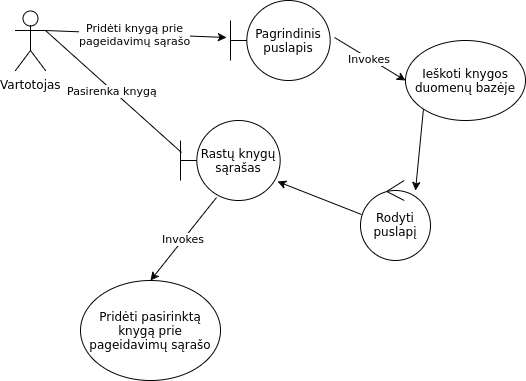 Pridėti knygą prie
pageidavimų sąrašo
Pagrindinis
puslapis
Invokes
Ieškoti knygos
duomenų bazėje
Vartotojas
Pasirenka knygą
Rastų knygų
sąrašas
Rodyti
puslapį
Invokes
Pridėti pasirinktą
knygą prie
pageidavimų sąrašo